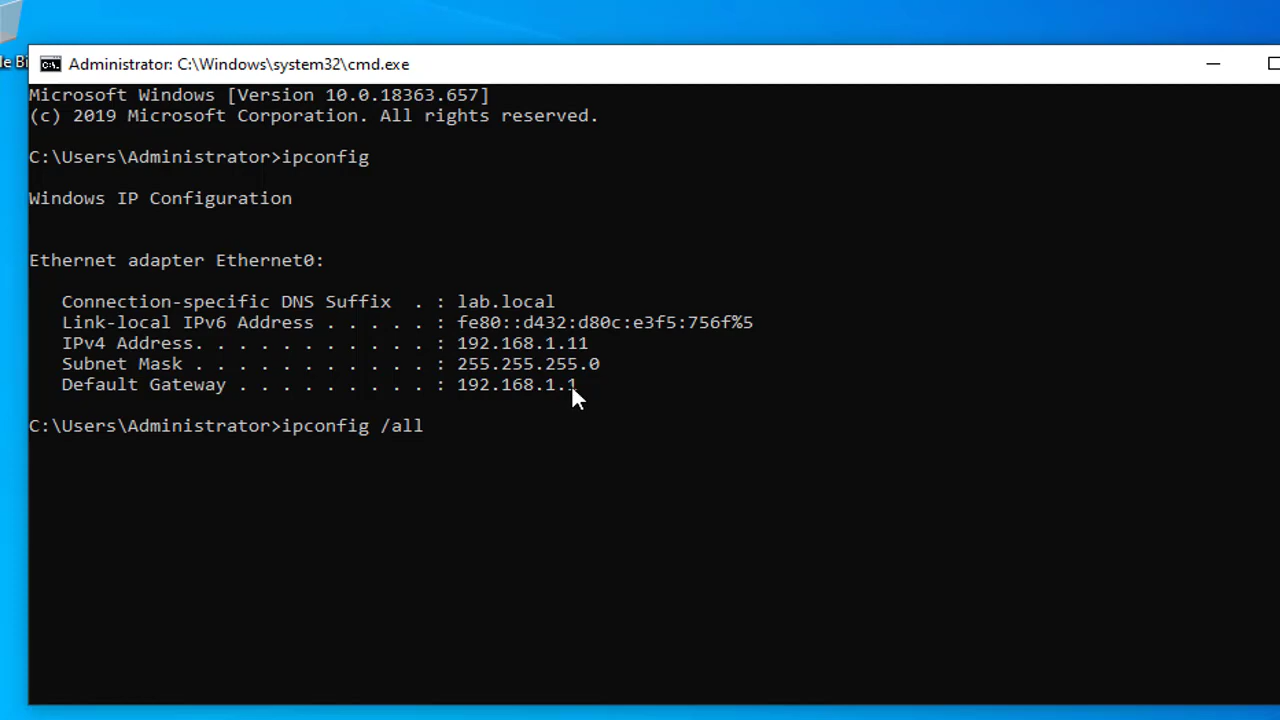 le Bi
Administrator: C:\Windows\system32\cmd.exe
Microsoft Windows [Version 10.0.18363.657]
(c) 2019 Microsoft Corporation. All rights reserved.
C:\Users\Administrator>ipconfig
Windows IP Configuration
Ethernet adapter Ethernet0:
Connection-specific DNS Suffix  . : lab.local
Link-local IPv6 Address . . . . . : fe80::d432:d80c:e3f5:756f%5
IPv4 Address. . . . . . . . . . . : 192.168.1.11
Subnet Mask . . . . . . . . . . . : 255.255.255.0
Default Gateway . . . . . . . . . : 192.168.1.1
C:\Users\Administrator>ipconfig /all